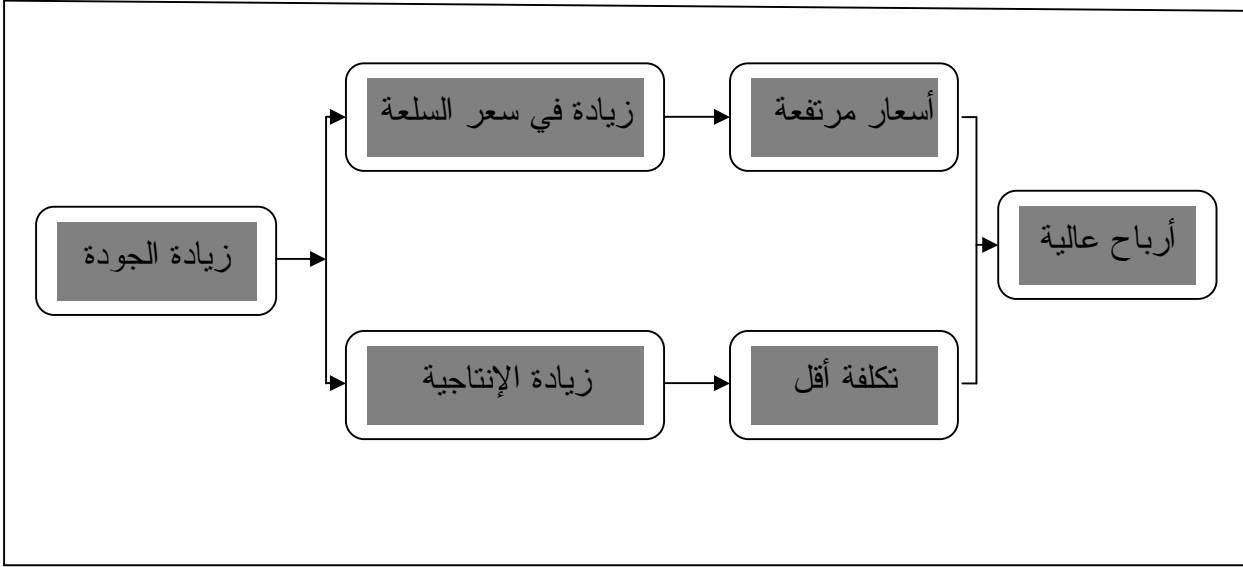 زيادة الجودة
زيادة في سعر السلعة
أسعار مرتفعة
زيادة الإنتاجية
تكلفة أقل
أرباح عالية